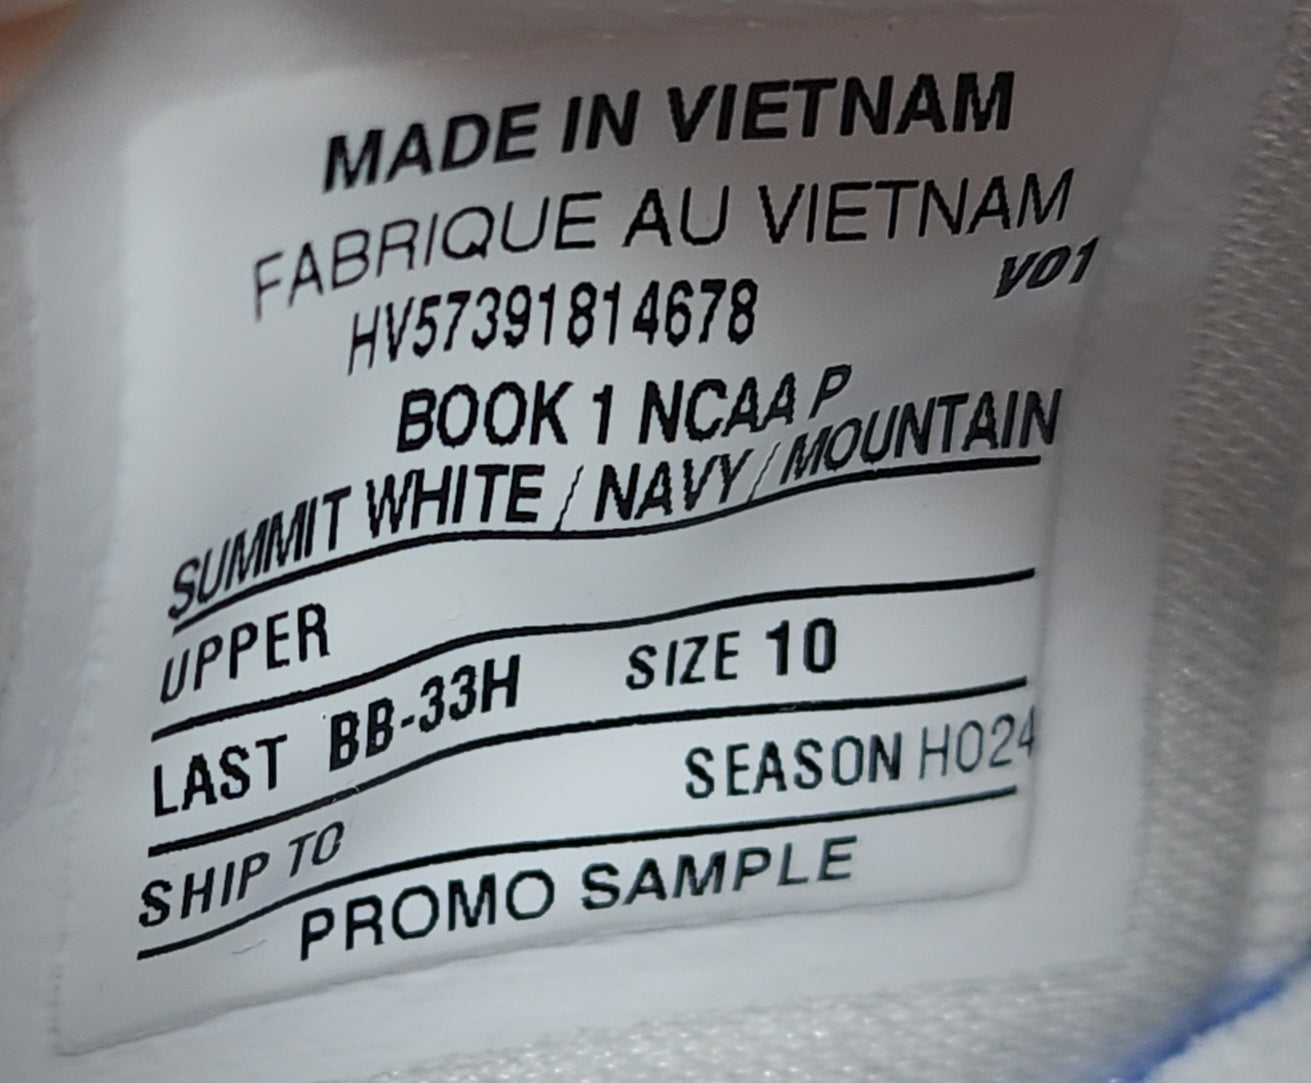 MADE IN VIETNAM
FABRIQUE AU VIETNAM
V01
HV57391814678
BOOK 1 NCAA P
SUMMIT WHITE / NAVY / MOUNTAIN
UPPER
LAST BB-33H SIZE 10
SHIP TO SEASON HO24
PROMO SAMPLE